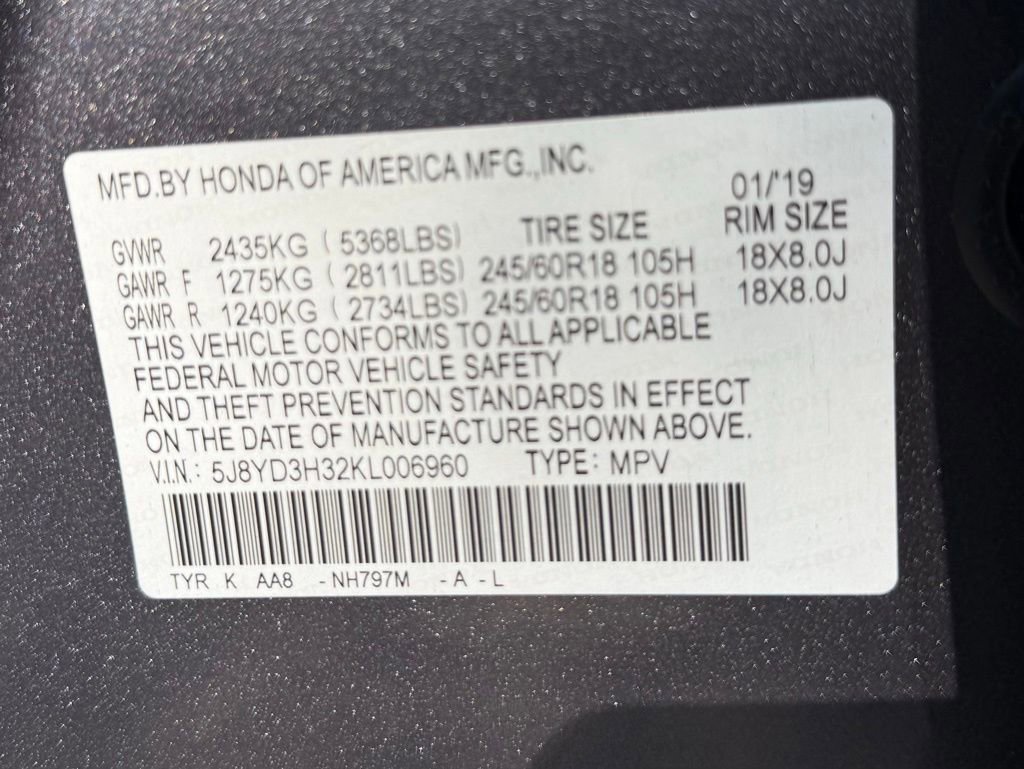 MFD.BY HONDA OF AMERICA MFG.,INC.
01/'19
GVWR 2435KG ( 5368LBS) TIRE SIZE RIM SIZE
GAWR F 1275KG ( 2811LBS) 245/60R18 105H 18X8.0J
GAWR R 1240KG ( 2734LBS) 245/60R18 105H 18X8.0J
THIS VEHICLE CONFORMS TO ALL APPLICABLE
FEDERAL MOTOR VEHICLE SAFETY
AND THEFT PREVENTION STANDARDS IN EFFECT
ON THE DATE OF MANUFACTURE SHOWN ABOVE.
V.I.N.: 5J8YD3H32KL006960 TYPE: MPV
TYR K AA8 - NH797M - A - L